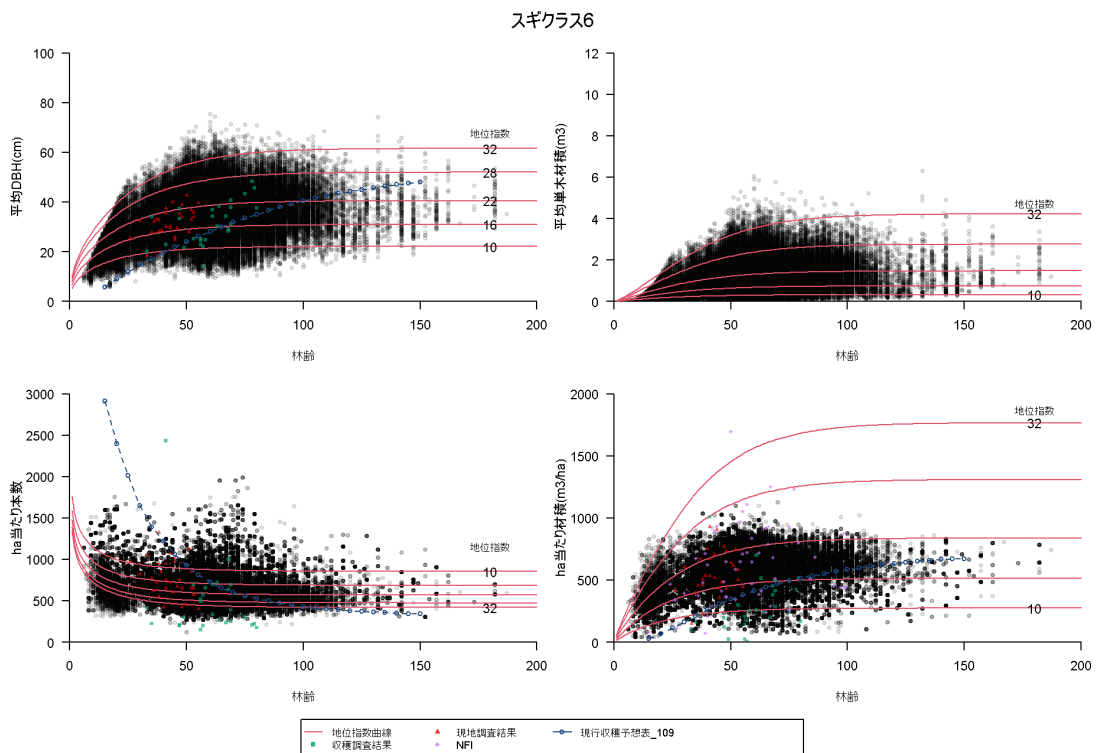 スギクラス6
平均DBH(cm)
100
80
60
40
20
0
0 50 100 150 200
林齢
地位指数
32
28
22
16
10
平均単木材積(m3)
12
10
8
6
4
2
0
0 50 100 150 200
林齢
地位指数
32
10
ha当たり本数
3000
2500
2000
1500
1000
500
0
0 50 100 150 200
林齢
地位指数
10
32
ha当たり材積(m3/ha)
2000
1500
1000
500
0
0 50 100 150 200
林齢
地位指数
32
10
地位指数曲線 現地調査結果 現行収穫予想表_109
収穫調査結果 NFI